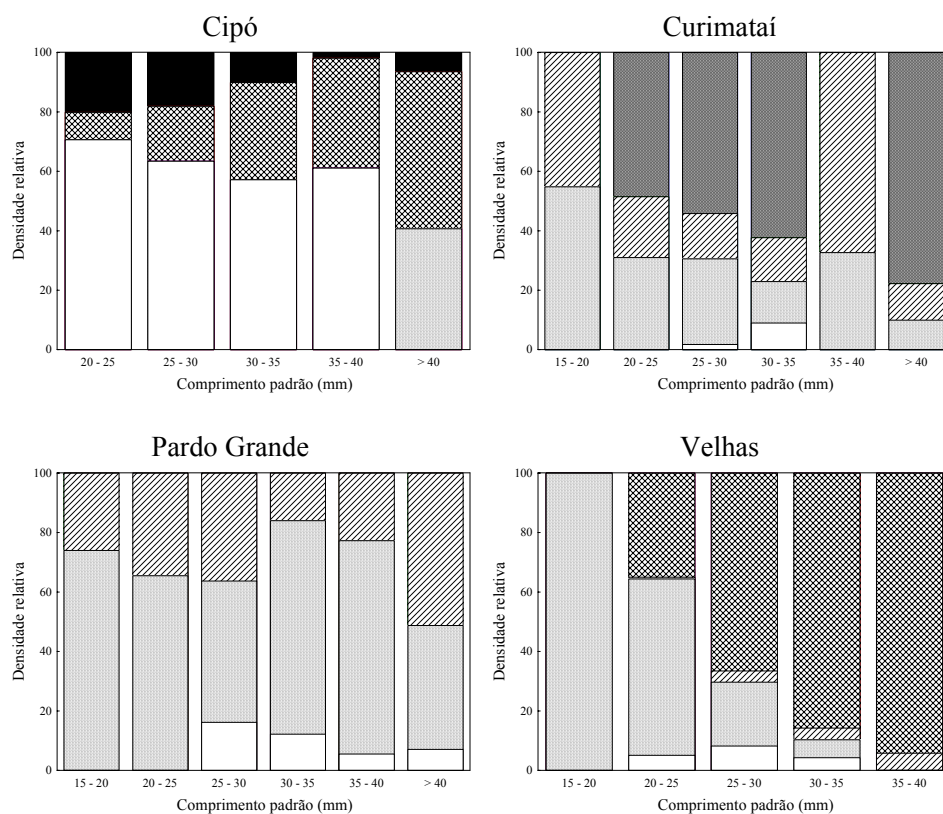 Cipó
100
80
60
40
20
0
Densidade relativa
20 - 25 25 - 30 30 - 35 35 - 40 > 40
Comprimento padrão (mm)
Curimataí
100
80
60
40
20
0
Densidade relativa
15 - 20 20 - 25 25 - 30 30 - 35 35 - 40 > 40
Comprimento padrão (mm)
Pardo Grande
100
80
60
40
20
0
Densidade relativa
15 - 20 20 - 25 25 - 30 30 - 35 35 - 40 > 40
Comprimento padrão (mm)
Velhas
100
80
60
40
20
0
Densidade relativa
15 - 20 20 - 25 25 - 30 30 - 35 35 - 40
Comprimento padrão (mm)